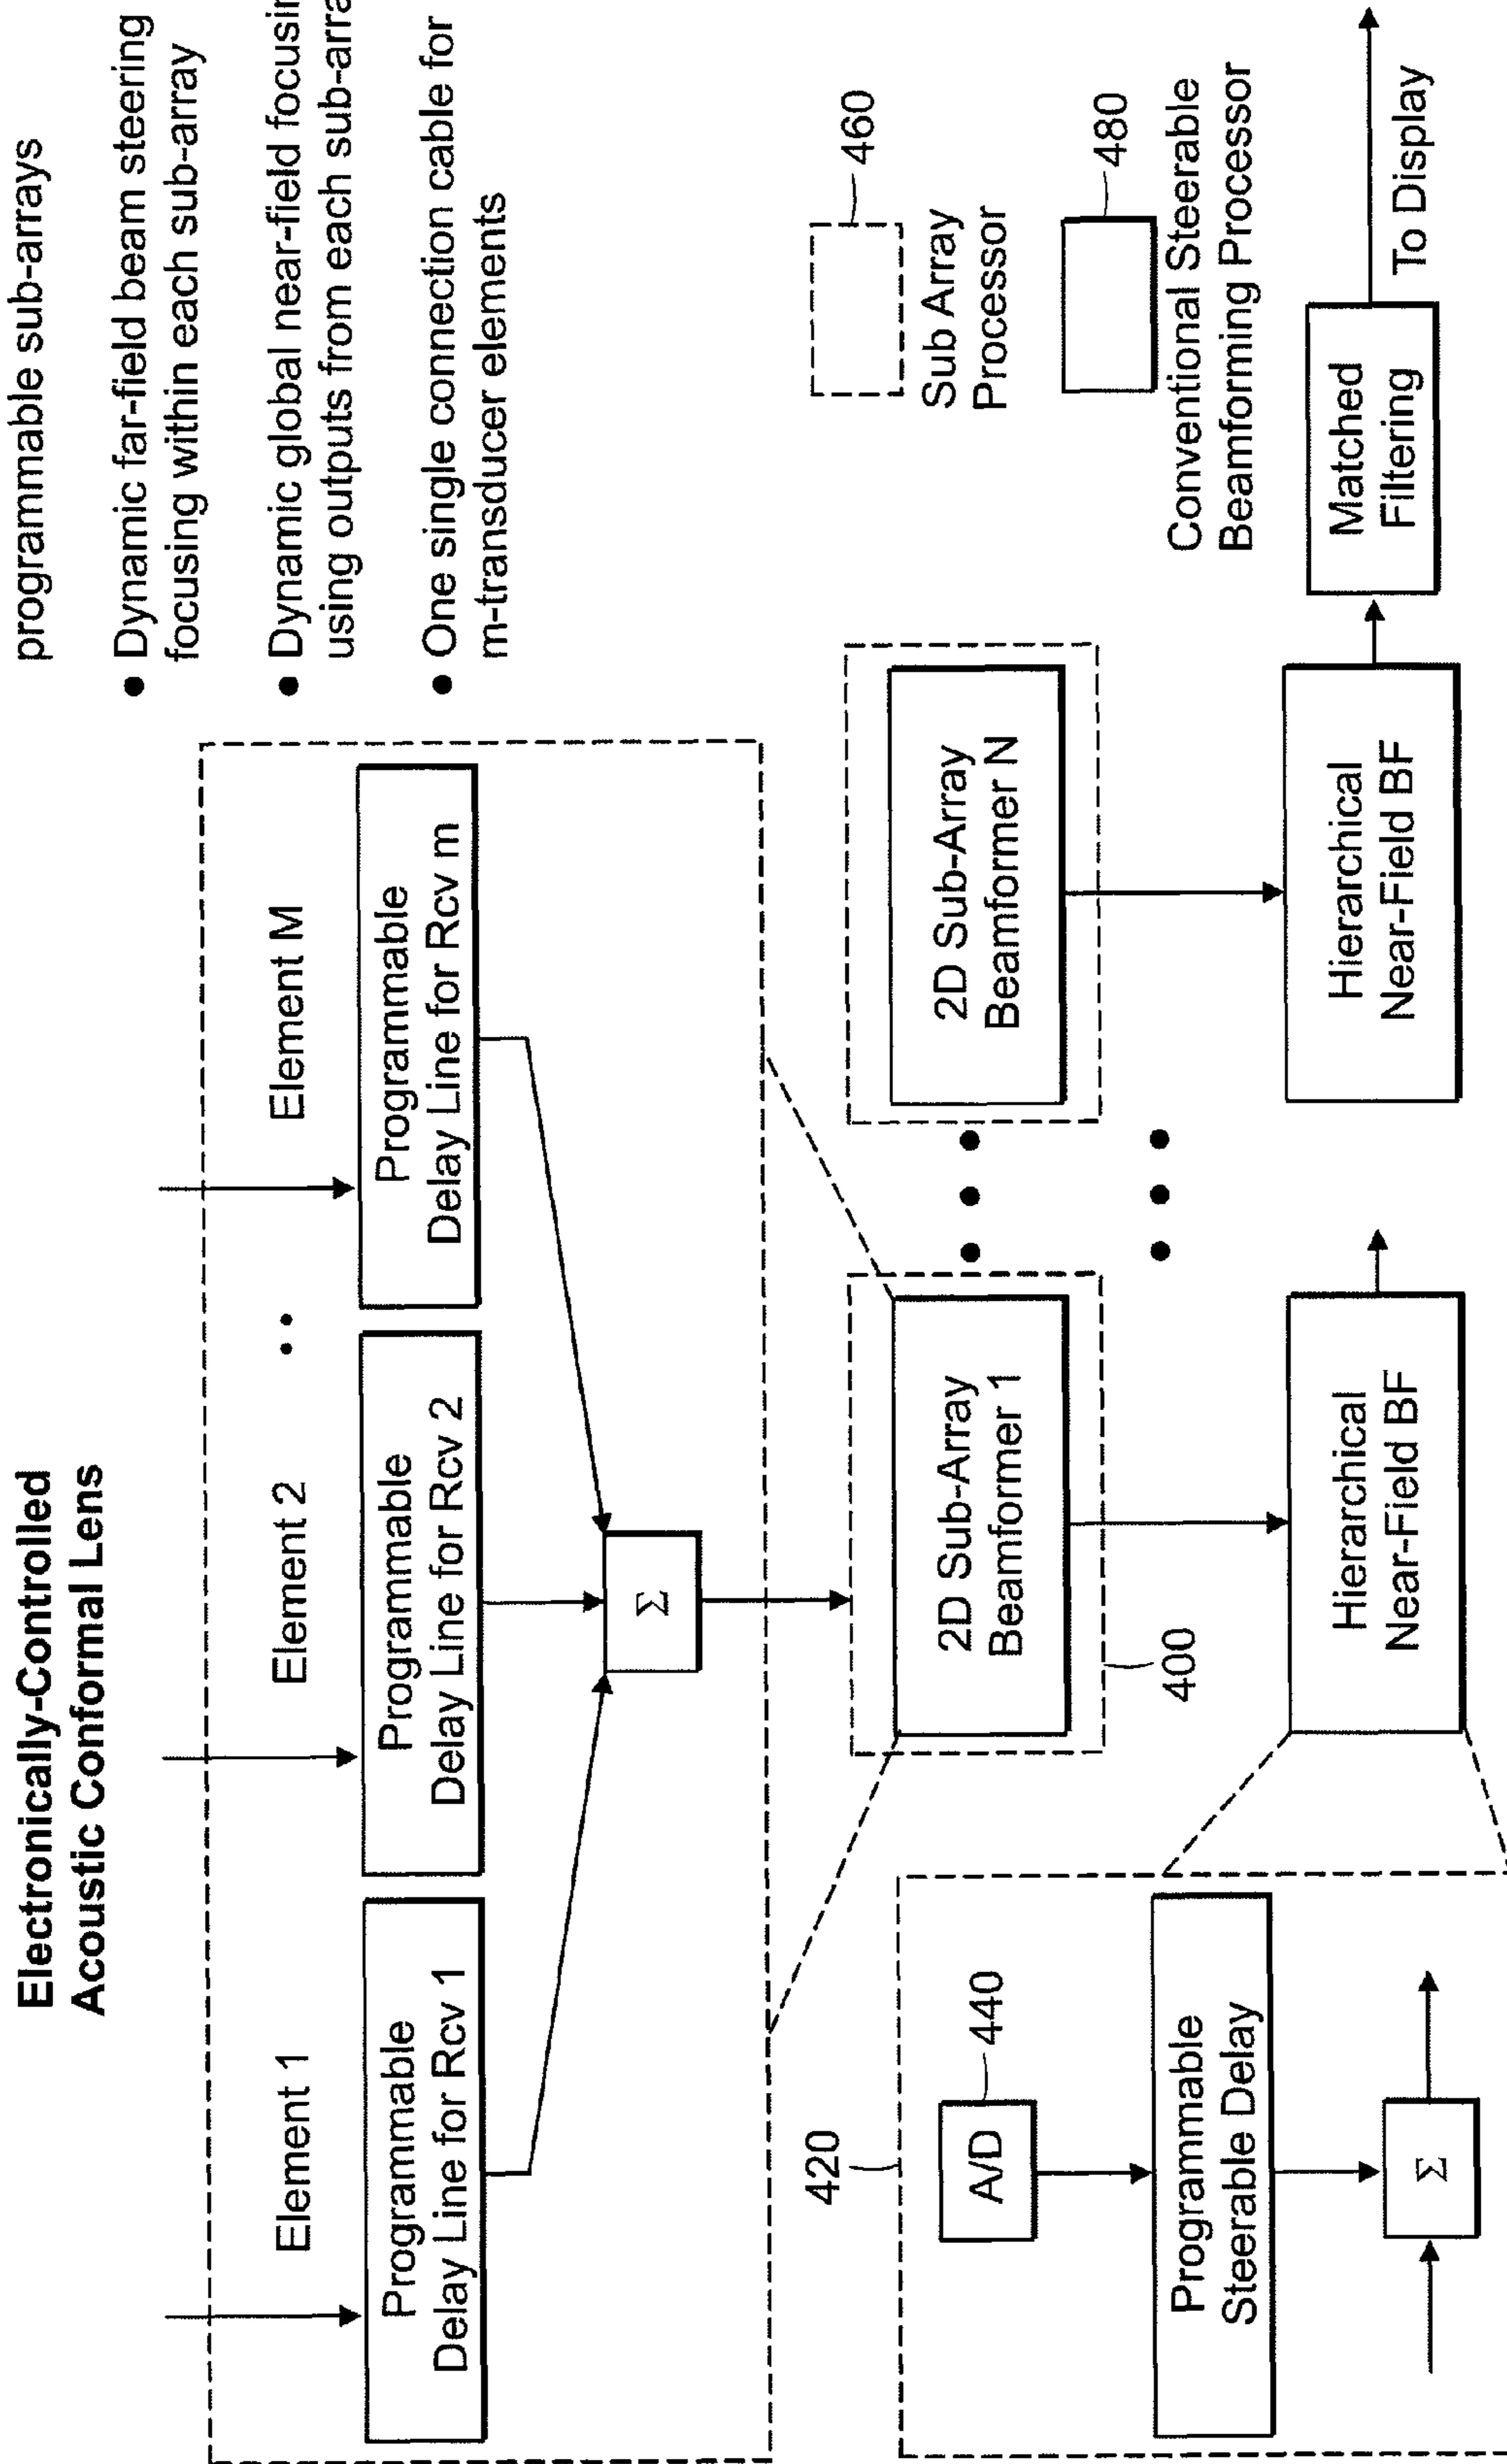 Electronically-Controlled
Acoustic Conformal Lens
programmable sub-arrays
• Dynamic far-field beam steering
focusing within each sub-array
• Dynamic global near-field
using outputs from each
• One single connection cable for
m-transducer elements
Element 1
Element 2
••
Element M
Programmable
Delay Line for Rcv 1
Programmable
Delay Line for Rcv 2
Programmable
Delay Line for Rcv m
Σ
460
Sub Array
Processor
480
Conventional Steerable
Beamforming Processor
420
A/D
440
Programmable
Steerable Delay
Σ
2D Sub-Array
Beamformer 1
400
• • •
2D Sub-Array
Beamformer N
• • •
Hierarchical
Near-Field BF
Hierarchical
Near-Field BF
Matched
Filtering
To Display